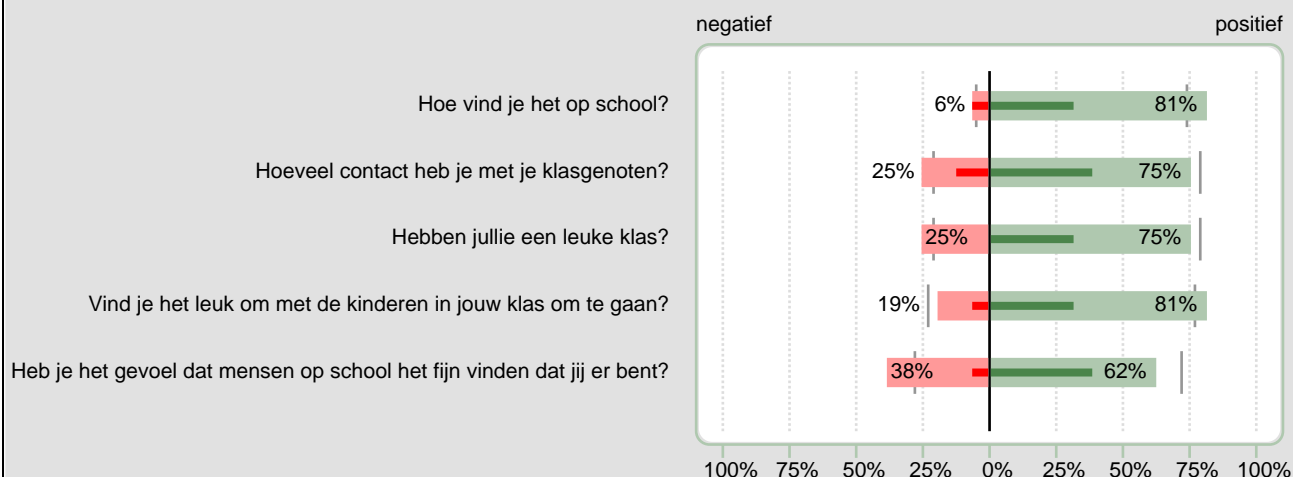 negatief positief
Hoe vind je het op school? 6% 81%
Hoeveel contact heb je met je klasgenoten? 25% 75%
Hebben jullie een leuke klas? 25% 75%
Vind je het leuk om met de kinderen in jouw klas om te gaan? 19% 81%
Heb je het gevoel dat mensen op school het fijn vinden dat jij er bent? 38% 62%
100% 75% 50% 25% 0% 25% 50% 75% 100%